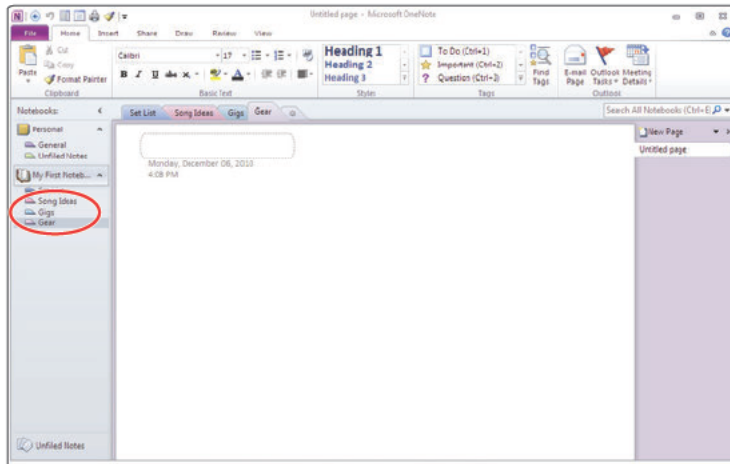 Untitled page - Microsoft OneNote
File Home Insert Share Draw Review View
Paste
Cut
Copy
Format Painter
Clipboard
Calibri 17
B I U abc
Basic Text
Heading 1
Heading 2
Heading 3
Styles
To Do (Ctrl+1)
Important (Ctrl+2)
Question (Ctrl+3)
Tags
Find
Tags
E-mail
Page
Outlook
Tasks
Meeting
Details
Outlook
Notebooks:
Set List Song Ideas Gigs Gear
Search All Notebooks (Ctrl+E)
Personal
General
Unfiled Notes
My First Noteb...
Song Ideas
Gigs
Gear
Monday, December 06, 2010
4:08 PM
New Page
Untitled page
Unfiled Notes